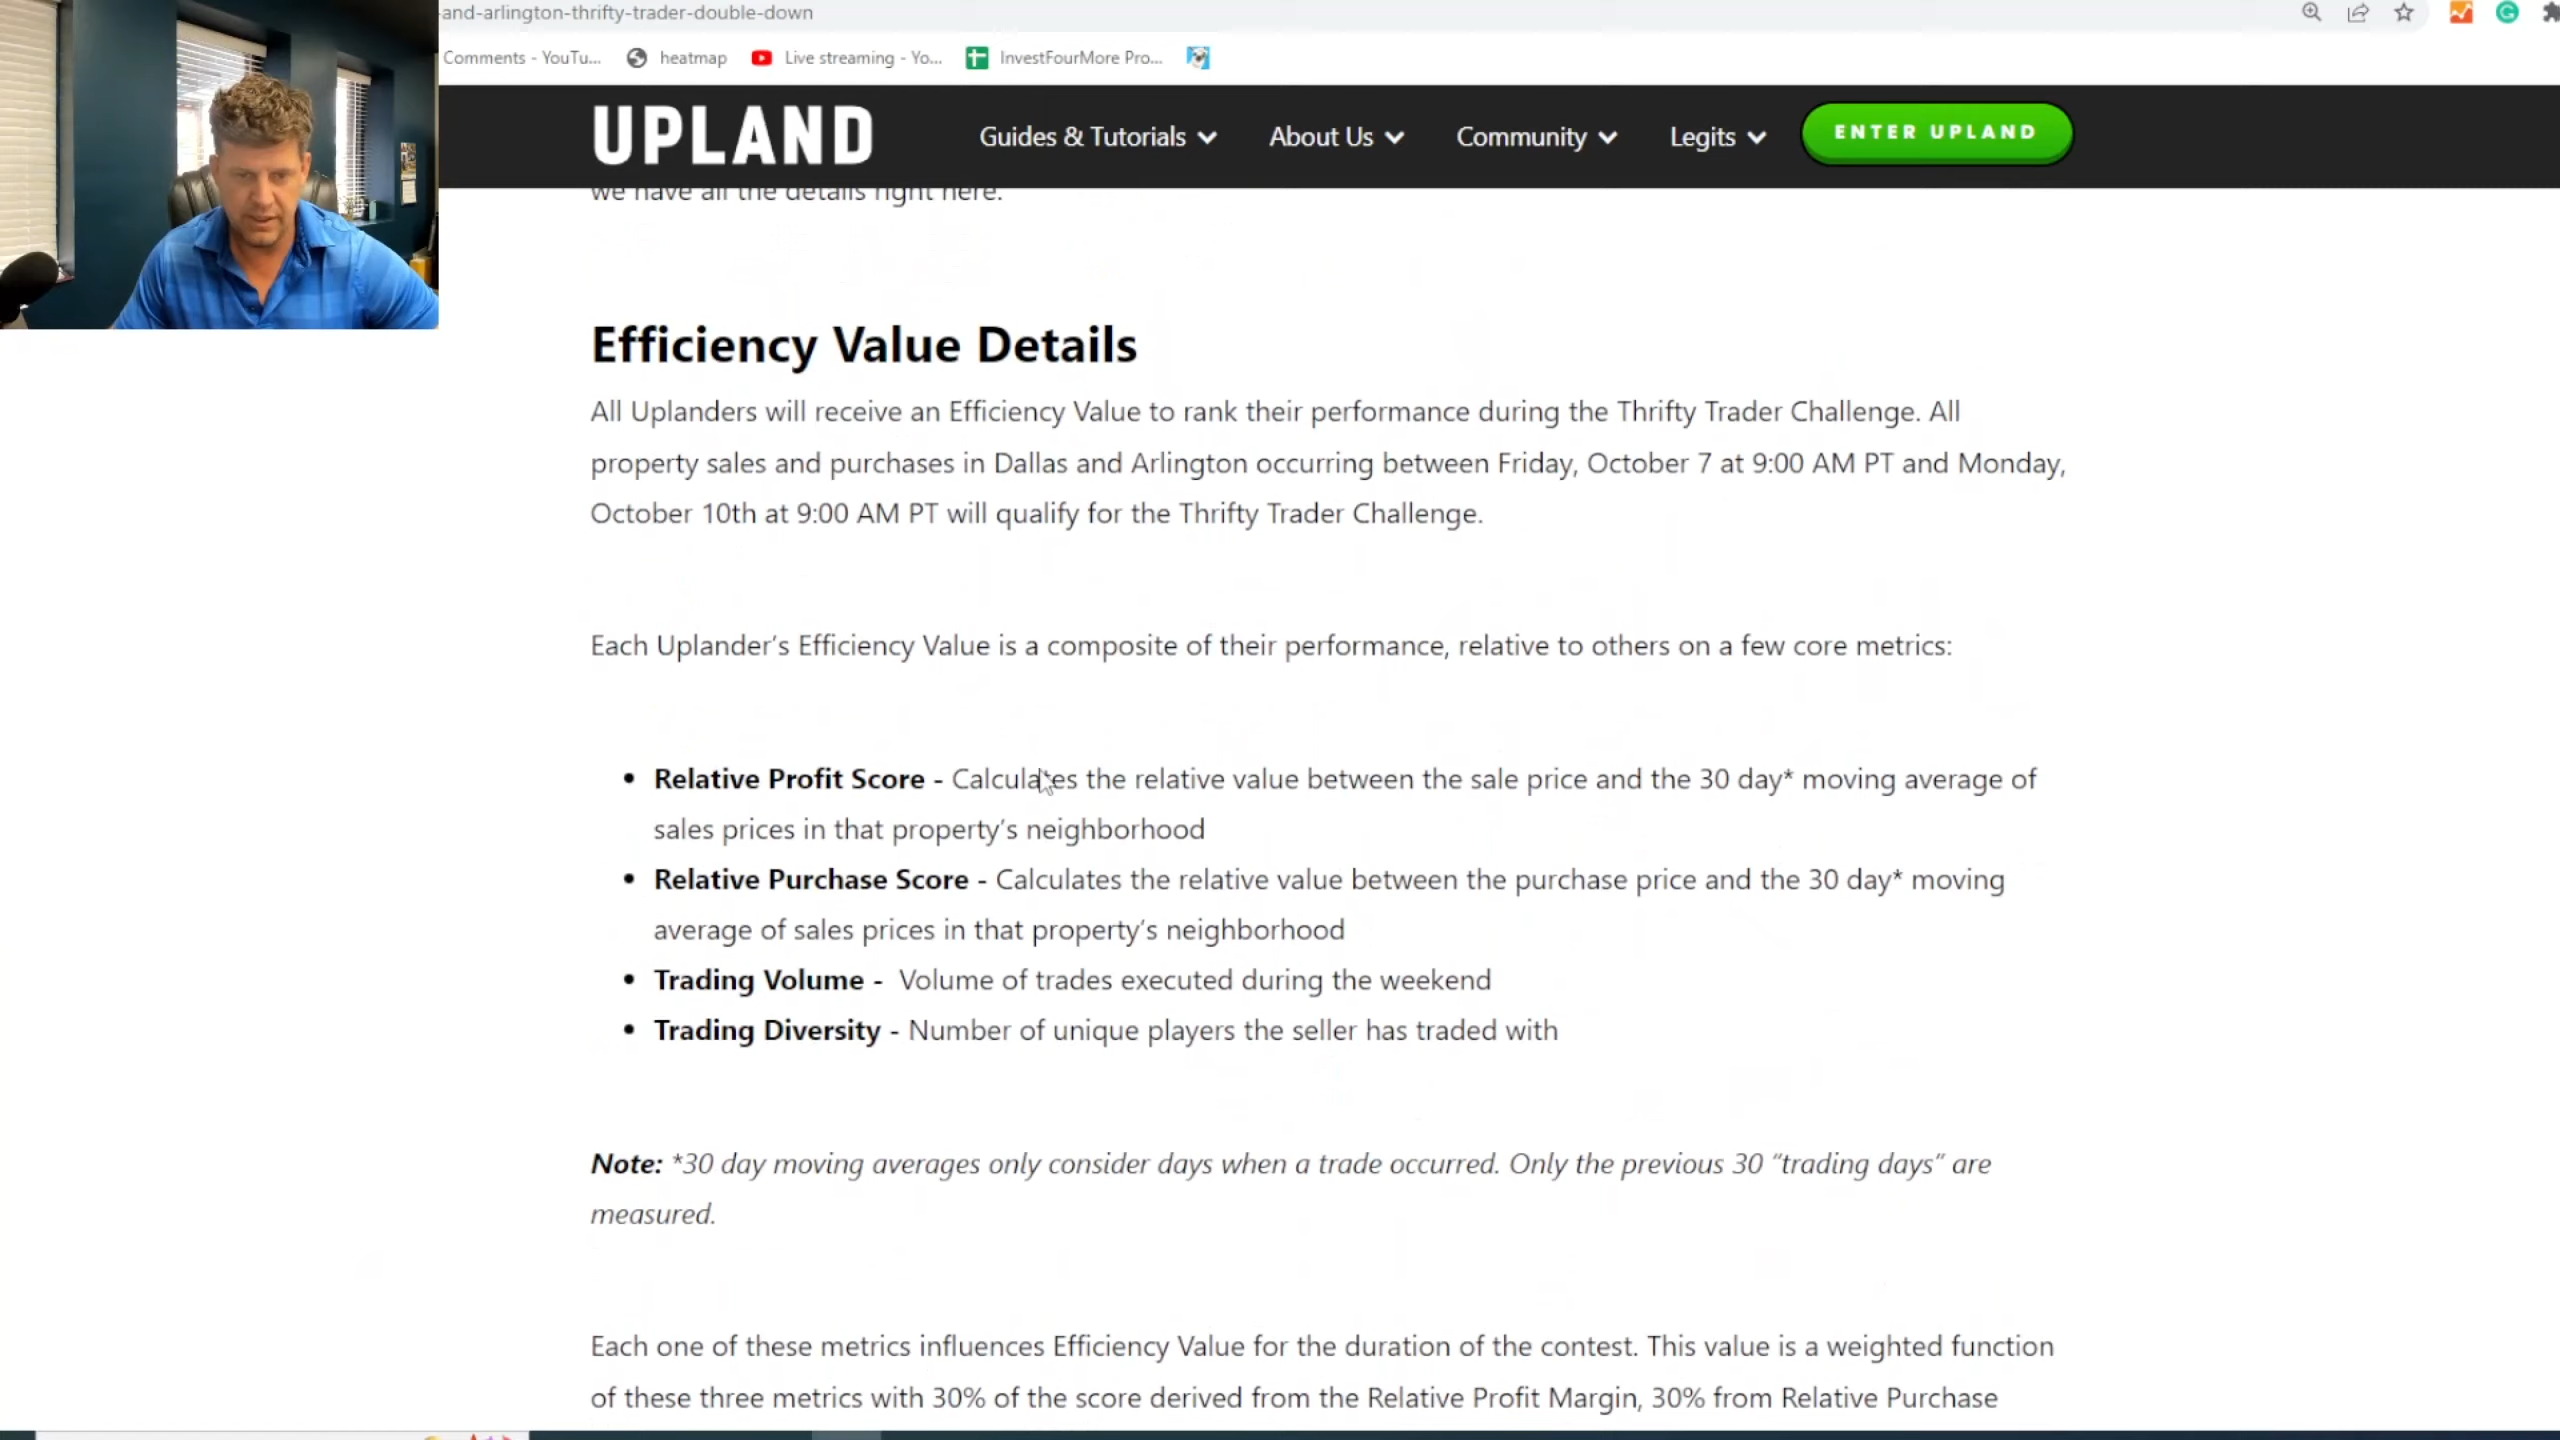 -and-arlington-thrifty-trader-double-down
Comments - YouTu... heatmap Live streaming - Yo... InvestFourMore Pro...
UPLAND Guides & Tutorials About Us Community Legits ENTER UPLAND
we have all the details right here.
Efficiency Value Details
All Uplanders will receive an Efficiency Value to rank their performance during the Thrifty Trader Challenge. All
property sales and purchases in Dallas and Arlington occurring between Friday, October 7 at 9:00 AM PT and Monday,
October 10th at 9:00 AM PT will qualify for the Thrifty Trader Challenge.
Each Uplander’s Efficiency Value is a composite of their performance, relative to others on a few core metrics:
• Relative Profit Score - Calculates the relative value between the sale price and the 30 day* moving average of
sales prices in that property’s neighborhood
• Relative Purchase Score - Calculates the relative value between the purchase price and the 30 day* moving
average of sales prices in that property’s neighborhood
• Trading Volume - Volume of trades executed during the weekend
• Trading Diversity - Number of unique players the seller has traded with
Note: *30 day moving averages only consider days when a trade occurred. Only the previous 30 “trading days” are
measured.
Each one of these metrics influences Efficiency Value for the duration of the contest. This value is a weighted function
of these three metrics with 30% of the score derived from the Relative Profit Margin, 30% from Relative Purchase